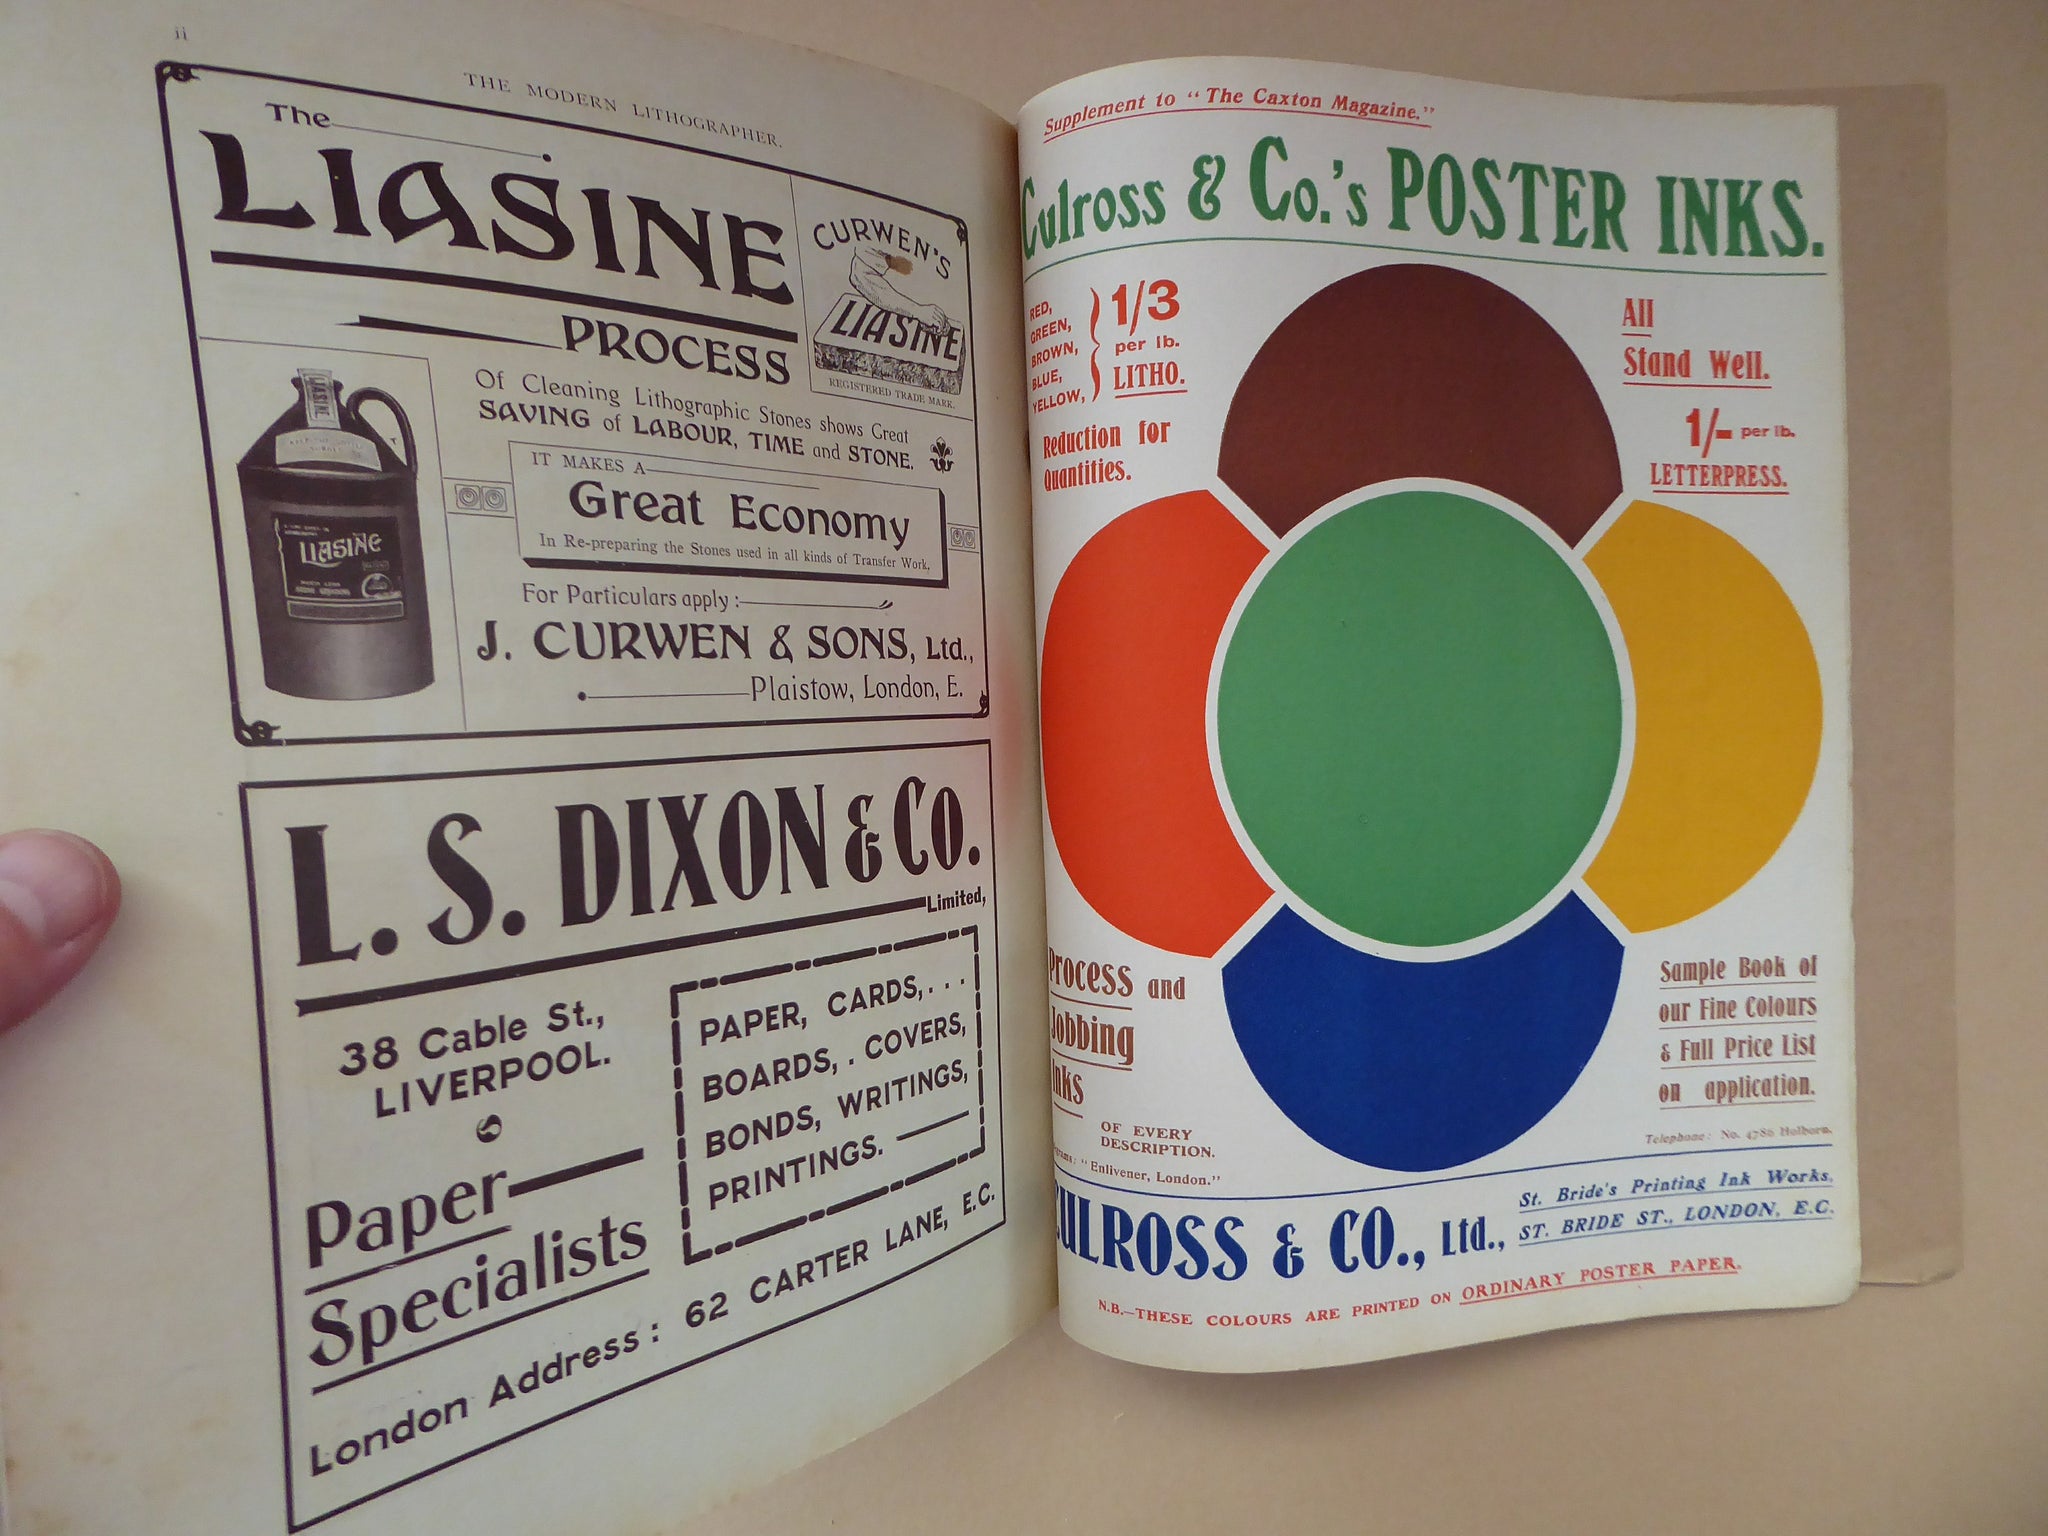 ii
THE MODERN LITHOGRAPHER.
The
LIASINE
PROCESS
CURWEN'S
LIASINE
REGISTERED TRADE MARK.
Of Cleaning Lithographic Stones shows Great
SAVING of LABOUR, TIME and STONE.
IT MAKES A
Great Economy
In Re-preparing the Stones used in all kinds of Transfer Work.
For Particulars apply :
J. CURWEN & SONS, Ltd.,
Plaistow, London, E.
LIASINE
LIASINE
L. S. DIXON & CO.
Limited,
38 Cable St.,
LIVERPOOL.
Paper
Specialists
PAPER, CARDS, . . .
BOARDS, . COVERS,
BONDS, WRITINGS,
PRINTINGS.
London Address : 62 CARTER LANE, E.C.
Supplement to "The Caxton Magazine."
Culross & Co.'s POSTER INKS.
RED,
GREEN,
BROWN,
BLUE,
YELLOW,
1/3
per lb.
LITHO.
Reduction for
Quantities.
All
Stand Well.
1/- per lb.
LETTERPRESS.
Process and
Jobbing
Inks
OF EVERY
DESCRIPTION.
"Enlivener, London."
Sample Book of
our Fine Colours
& Full Price List
on application.
Telephone: No. 4786 Holborn.
CULROSS & CO., Ltd.,
St. Bride's Printing Ink Works,
ST. BRIDE ST., LONDON, E.C.
N.B.—THESE COLOURS ARE PRINTED ON ORDINARY POSTER PAPER.